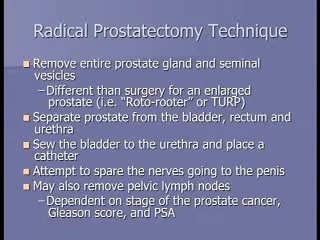 Radical Prostatectomy Technique
■ Remove entire prostate gland and seminal
vesicles
–Different than surgery for an enlarged
prostate (i.e. “Roto-rooter” or TURP)
■ Separate prostate from the bladder, rectum and
urethra
■ Sew the bladder to the urethra and place a
catheter
■ Attempt to spare the nerves going to the penis
■ May also remove pelvic lymph nodes
–Dependent on stage of the prostate cancer,
Gleason score, and PSA